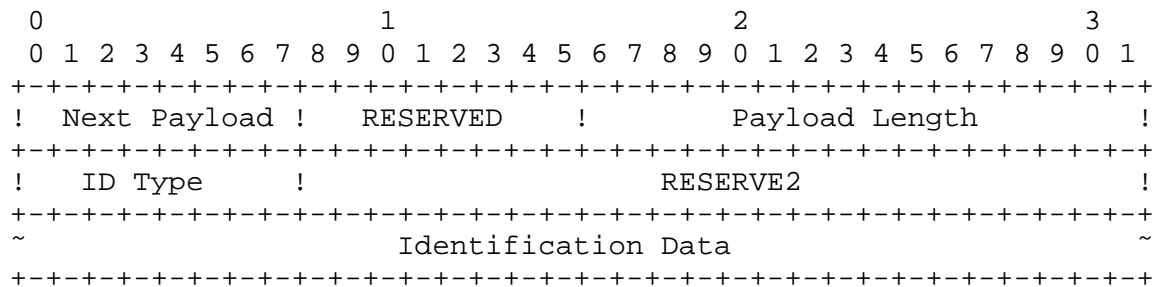 0                   1                   2                   3
 0 1 2 3 4 5 6 7 8 9 0 1 2 3 4 5 6 7 8 9 0 1 2 3 4 5 6 7 8 9 0 1
+-+-+-+-+-+-+-+-+-+-+-+-+-+-+-+-+-+-+-+-+-+-+-+-+-+-+-+-+-+-+-+-+
!  Next Payload !   RESERVED    !        Payload Length         !
+-+-+-+-+-+-+-+-+-+-+-+-+-+-+-+-+-+-+-+-+-+-+-+-+-+-+-+-+-+-+-+-+
!   ID Type     !                    RESERVE2                   !
+-+-+-+-+-+-+-+-+-+-+-+-+-+-+-+-+-+-+-+-+-+-+-+-+-+-+-+-+-+-+-+-+
~                     Identification Data                       ~
+-+-+-+-+-+-+-+-+-+-+-+-+-+-+-+-+-+-+-+-+-+-+-+-+-+-+-+-+-+-+-+-+